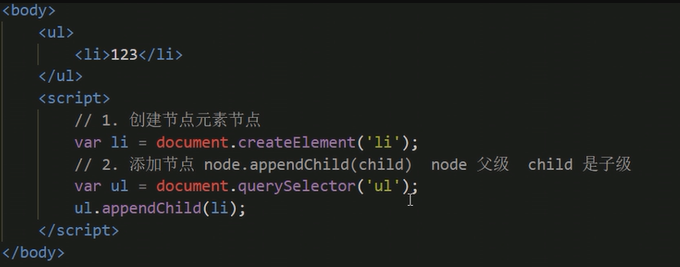 <body>
<ul>
<li>123</li>
</ul>
<script>
// 1. 创建节点元素节点
var li = document.createElement('li');
// 2. 添加节点 node.appendChild(child) node 父级 child 是子级
var ul = document.querySelector('ul');
ul.appendChild(li);
</script>
</body>